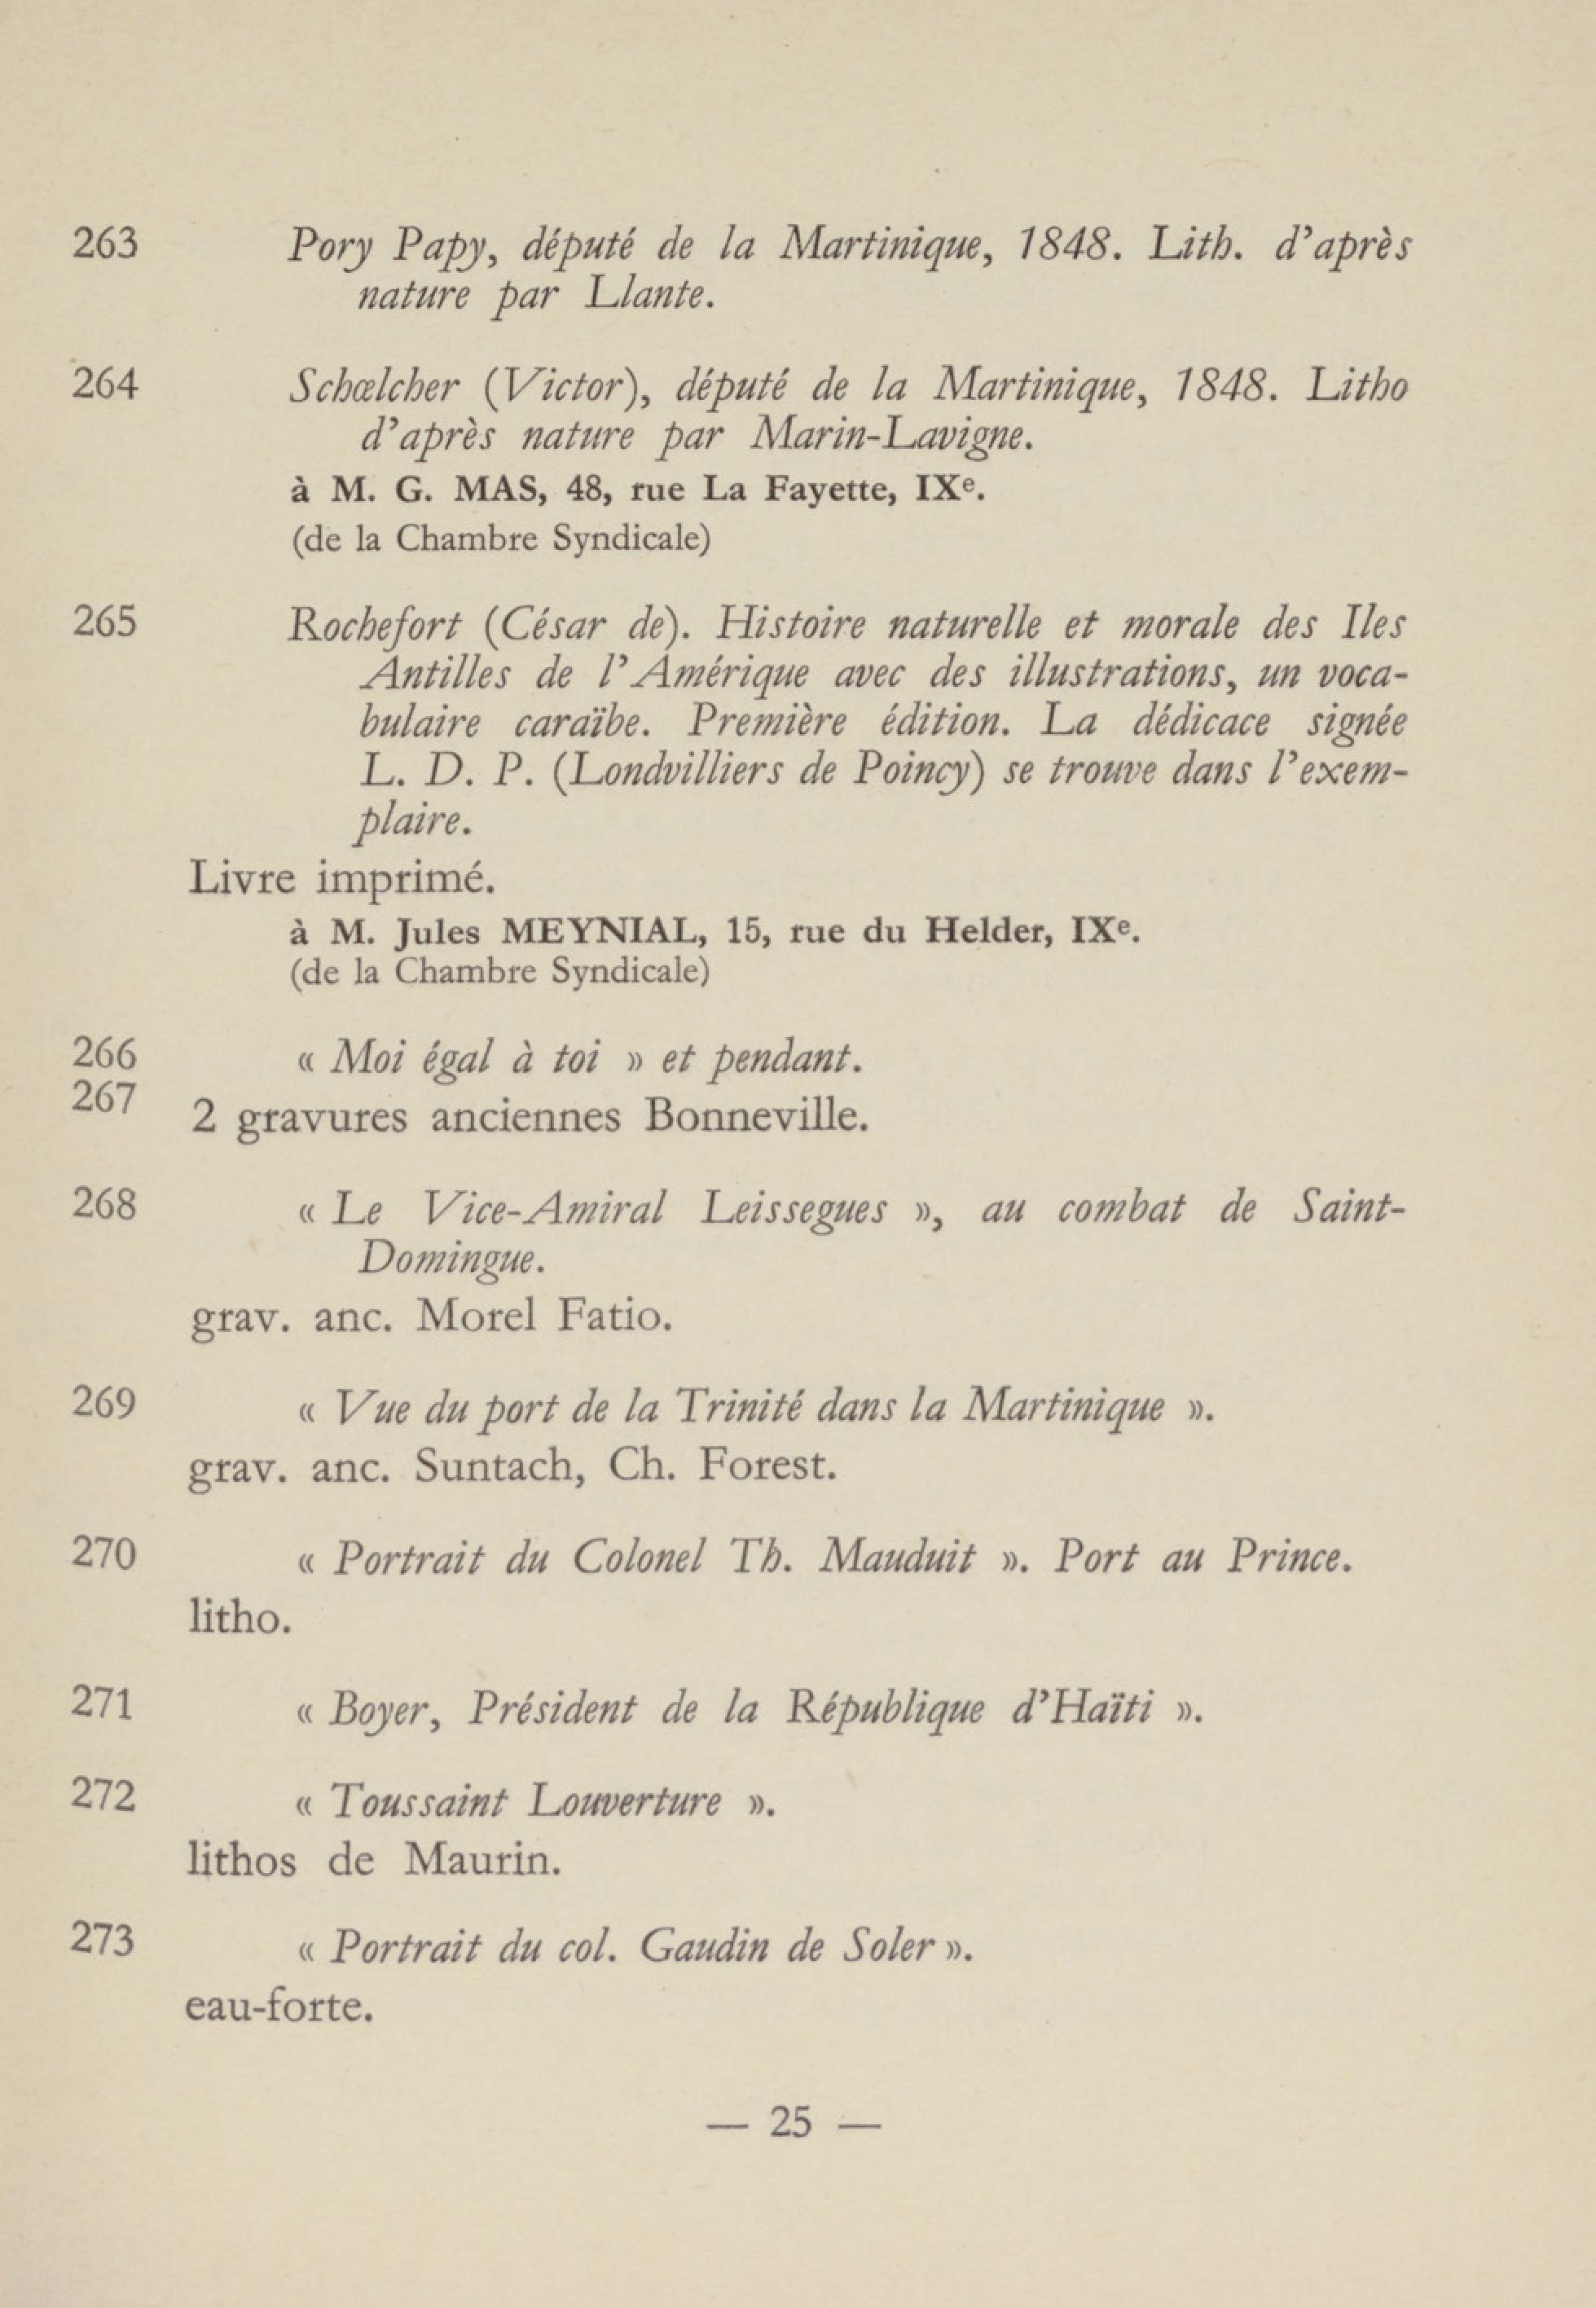 263 Pory Papy, député de la Martinique, 1848. Lith. d'après
nature par Llante.
264 Schœlcher (Victor), député de la Martinique, 1848. Litho
d'après nature par Marin-Lavigne.
à M. G. MAS, 48, rue La Fayette, IXe.
(de la Chambre Syndicale)
265 Rochefort (César de). Histoire naturelle et morale des Iles
Antilles de l'Amérique avec des illustrations, un voca-
bulaire caraïbe. Première édition. La dédicace signée
L. D. P. (Londvilliers de Poincy) se trouve dans l'exem-
plaire.
Livre imprimé.
à M. Jules MEYNIAL, 15, rue du Helder, IXe.
(de la Chambre Syndicale)
266 « Moi égal à toi » et pendant.
267
2 gravures anciennes Bonneville.
268 « Le Vice-Amiral Leissegues », au combat de Saint-
Domingue.
grav. anc. Morel Fatio.
269 « Vue du port de la Trinité dans la Martinique ».
grav. anc. Suntach, Ch. Forest.
270 « Portrait du Colonel Th. Mauduit ». Port au Prince.
litho.
271 « Boyer, Président de la République d'Haïti ».
272 « Toussaint Louverture ».
lithos de Maurin.
273 « Portrait du col. Gaudin de Soler ».
eau-forte.
— 25 —